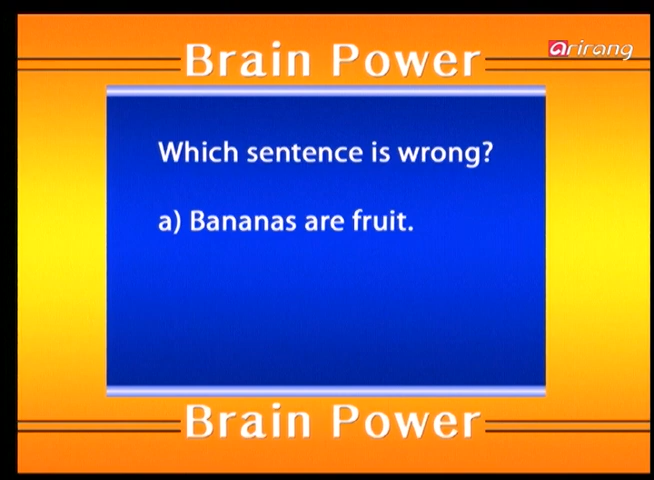 Brain Power
arirang
Which sentence is wrong?
a) Bananas are fruit.
Brain Power